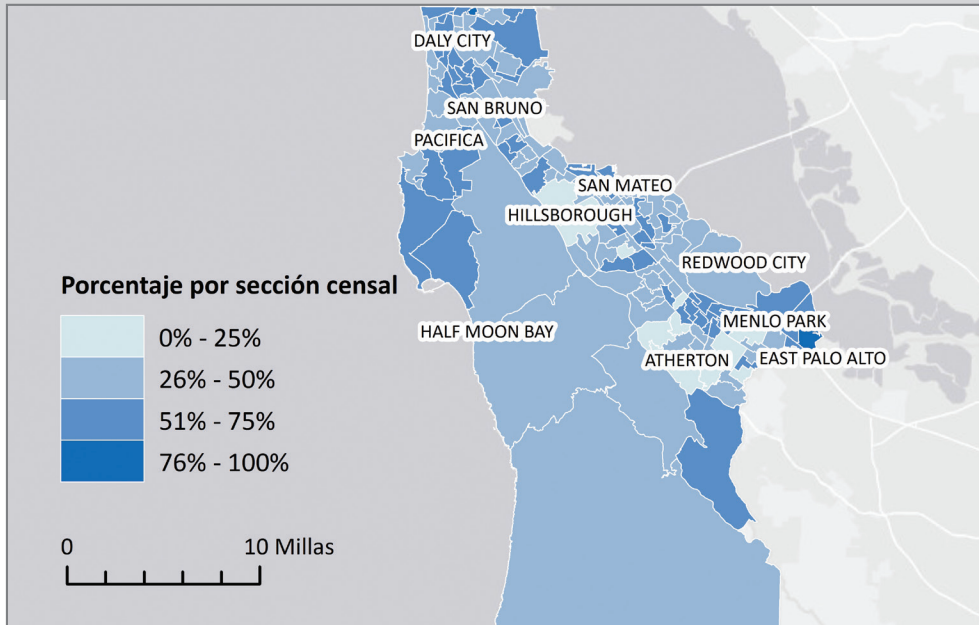 DALY CITY
SAN BRUNO
PACIFICA
SAN MATEO
HILLSBOROUGH
REDWOOD CITY
Porcentaje por sección censal
0% - 25%
26% - 50%
51% - 75%
76% - 100%
HALF MOON BAY
MENLO PARK
ATHERTON
EAST PALO ALTO
0 10 Millas